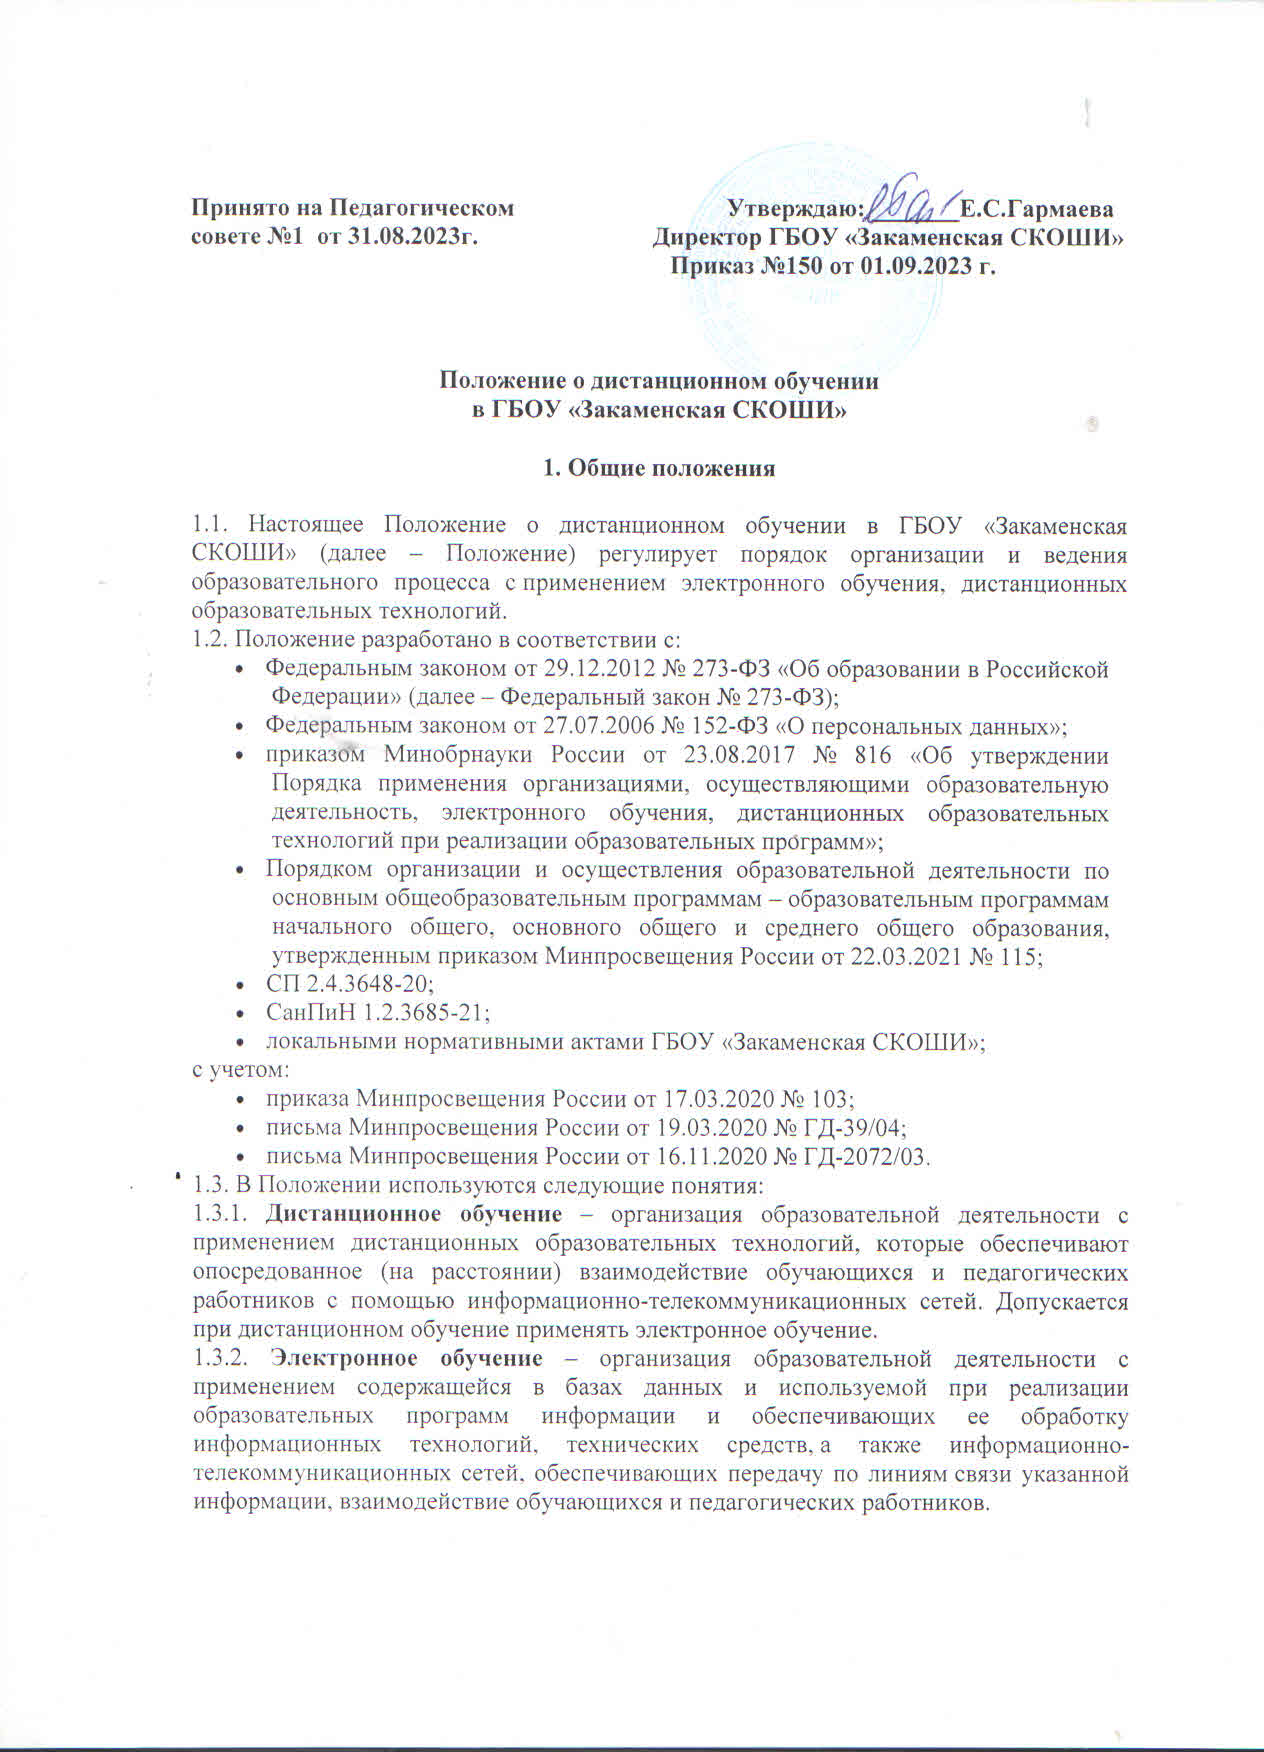 Принято на Педагогическом Утверждаю:________Е.С.Гармаева
совете №1 от 31.08.2023г. Директор ГБОУ «Закаменская СКОШИ»
Приказ №150 от 01.09.2023 г.
Положение о дистанционном обучении
в ГБОУ «Закаменская СКОШИ»
1. Общие положения
1.1. Настоящее Положение о дистанционном обучении в ГБОУ «Закаменская
СКОШИ» (далее – Положение) регулирует порядок организации и ведения
образовательного процесса с применением электронного обучения, дистанционных
образовательных технологий.
1.2. Положение разработано в соответствии с:
• Федеральным законом от 29.12.2012 № 273-ФЗ «Об образовании в Российской
Федерации» (далее – Федеральный закон № 273-ФЗ);
• Федеральным законом от 27.07.2006 № 152-ФЗ «О персональных данных»;
• приказом Минобрнауки России от 23.08.2017 № 816 «Об утверждении
Порядка применения организациями, осуществляющими образовательную
деятельность, электронного обучения, дистанционных образовательных
технологий при реализации образовательных программ»;
• Порядком организации и осуществления образовательной деятельности по
основным общеобразовательным программам – образовательным программам
начального общего, основного общего и среднего общего образования,
утвержденным приказом Минпросвещения России от 22.03.2021 № 115;
• СП 2.4.3648-20;
• СанПиН 1.2.3685-21;
• локальными нормативными актами ГБОУ «Закаменская СКОШИ»;
с учетом:
• приказа Минпросвещения России от 17.03.2020 № 103;
• письма Минпросвещения России от 19.03.2020 № ГД-39/04;
• письма Минпросвещения России от 16.11.2020 № ГД-2072/03.
1.3. В Положении используются следующие понятия:
1.3.1. Дистанционное обучение – организация образовательной деятельности с
применением дистанционных образовательных технологий, которые обеспечивают
опосредованное (на расстоянии) взаимодействие обучающихся и педагогических
работников с помощью информационно-телекоммуникационных сетей. Допускается
при дистанционном обучение применять электронное обучение.
1.3.2. Электронное обучение – организация образовательной деятельности с
применением содержащейся в базах данных и используемой при реализации
образовательных программ информации и обеспечивающих ее обработку
информационных технологий, технических средств, а также информационно-
телекоммуникационных сетей, обеспечивающих передачу по линиям связи указанной
информации, взаимодействие обучающихся и педагогических работников.